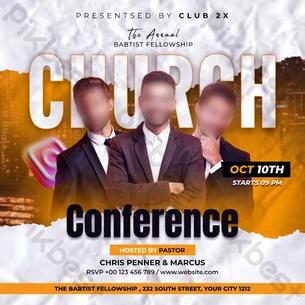 PRESENTSED BY CLUB 2X
The Annual
BABTIST FELLOWSHIP
CHURCH
OCT 10TH
STARTS 09 PM
Conference
HOSTED BY PASTOR
CHRIS PENNER & MARCUS
RSVP +00 123 456 789 / www.website.com
THE BABTIST FELLOWSHIP , 232 SOUTH STREET, YOUR CITY 1212